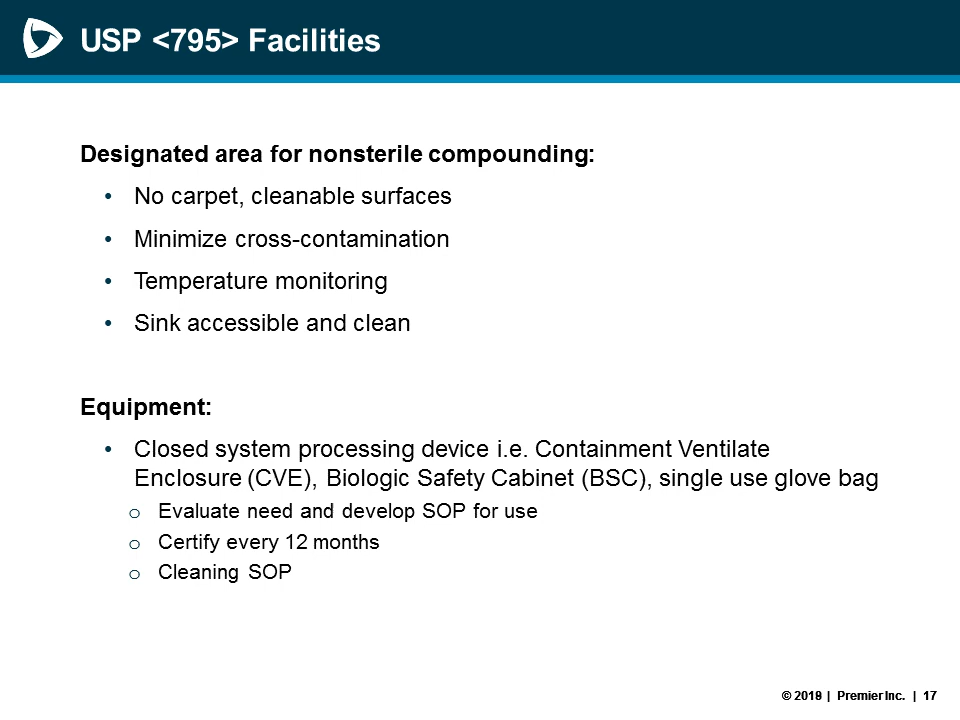 USP <795> Facilities
Designated area for nonsterile compounding:
• No carpet, cleanable surfaces
• Minimize cross-contamination
• Temperature monitoring
• Sink accessible and clean
Equipment:
• Closed system processing device i.e. Containment Ventilate
Enclosure (CVE), Biologic Safety Cabinet (BSC), single use glove bag
o Evaluate need and develop SOP for use
o Certify every 12 months
o Cleaning SOP
© | Premier Inc. | 17